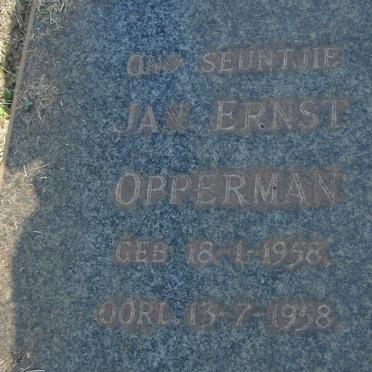 ONS SEUNTJIE
JAN ERNST
OPPERMAN
GEB 18-1-1958.
OORL. 13-7-1958.